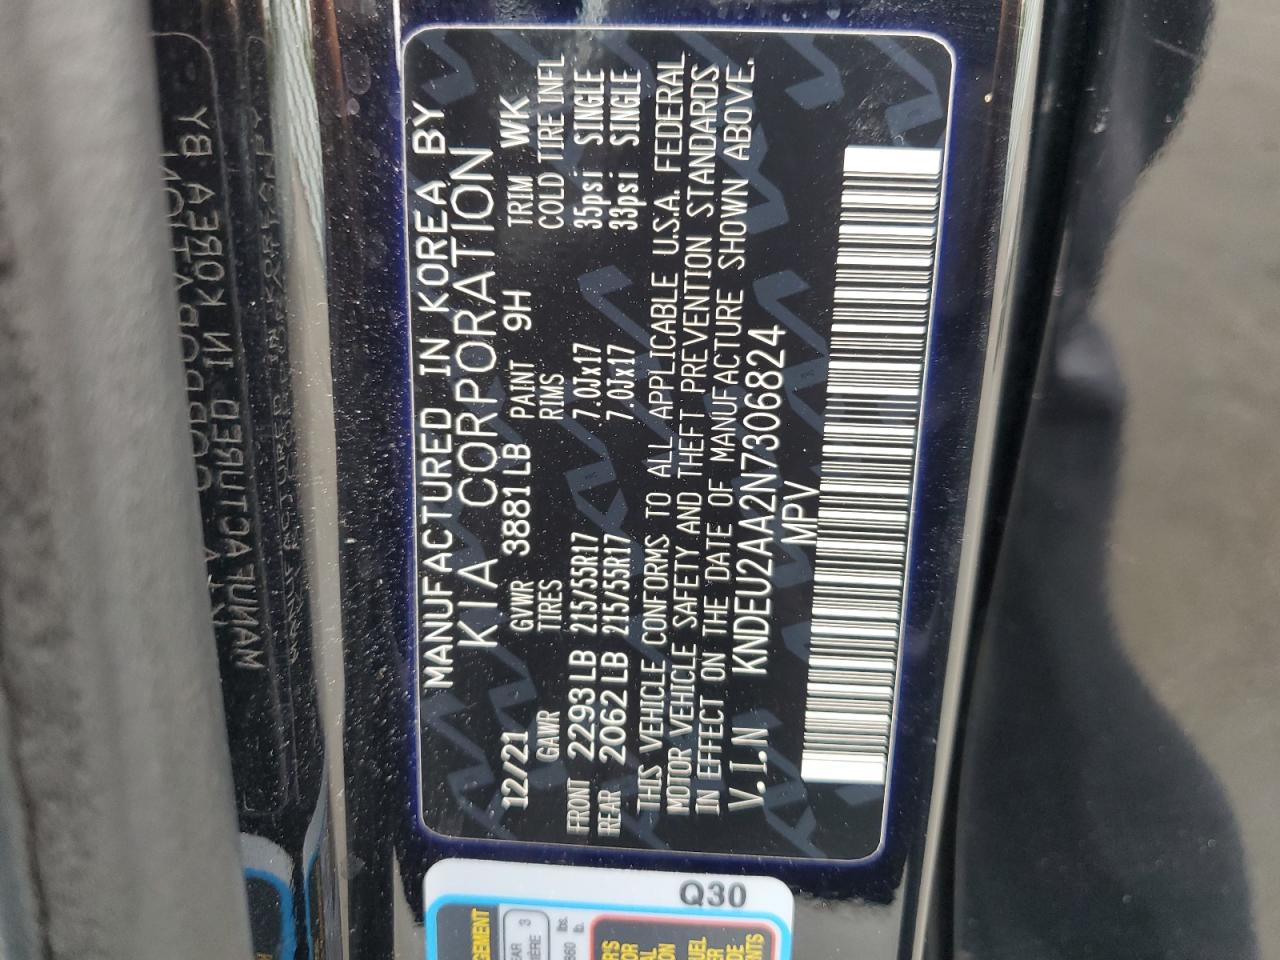 MANUFACTURED IN KOREA BY
KIA CORPORATION
12/21 GVWR 3881 LB PAINT 9H TRIM WK
GAWR TIRES RIMS COLD TIRE INFL
FRONT 2293 LB 215/55R17 7.0Jx17 35psi SINGLE
REAR 2062 LB 215/55R17 7.0Jx17 33psi SINGLE
THIS VEHICLE CONFORMS TO ALL APPLICABLE U.S.A. FEDERAL
MOTOR VEHICLE SAFETY AND THEFT PREVENTION STANDARDS
IN EFFECT ON THE DATE OF MANUFACTURE SHOWN ABOVE.
V.I.N KNDEU2AA2N7306824
MPV
Q30